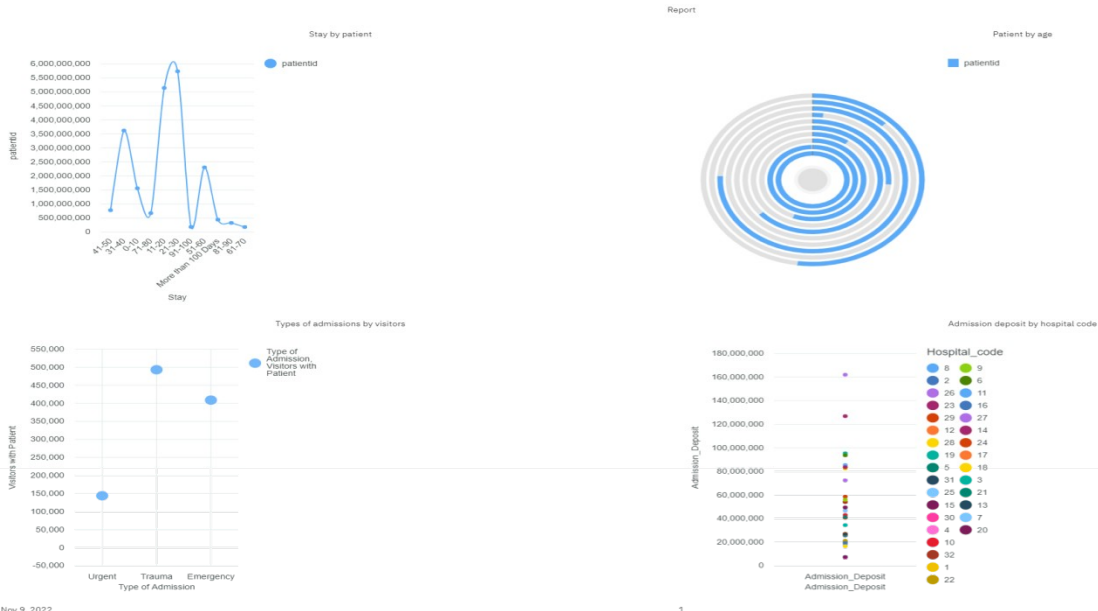 Report
Stay by patient
6,000,000,000
5,500,000,000
5,000,000,000
4,500,000,000
4,000,000,000
3,500,000,000
3,000,000,000
2,500,000,000
2,000,000,000
1,500,000,000
1,000,000,000
500,000,000
0
patientid
patientid
41-50
31-40
0-10
71-80
11-20
21-30
91-100
51-60
More than 100 Days
81-90
61-70
Stay
Patient by age
patientid
Types of admissions by visitors
550,000
500,000
450,000
400,000
350,000
300,000
250,000
200,000
150,000
100,000
50,000
0
-50,000
Visitors with Patient
Urgent Trauma Emergency
Type of Admission
Type of
Admission,
Visitors with
Patient
Admission deposit by hospital code
180,000,000
160,000,000
140,000,000
120,000,000
100,000,000
80,000,000
60,000,000
40,000,000
20,000,000
0
Admission_Deposit
Admission_Deposit
Admission_Deposit
Hospital_code
8 9
2 6
26 11
23 16
29 27
12 14
28 24
19 17
5 18
31 3
25 21
15 13
30 7
4 20
10
32
1
22
Nov 9, 2022
1